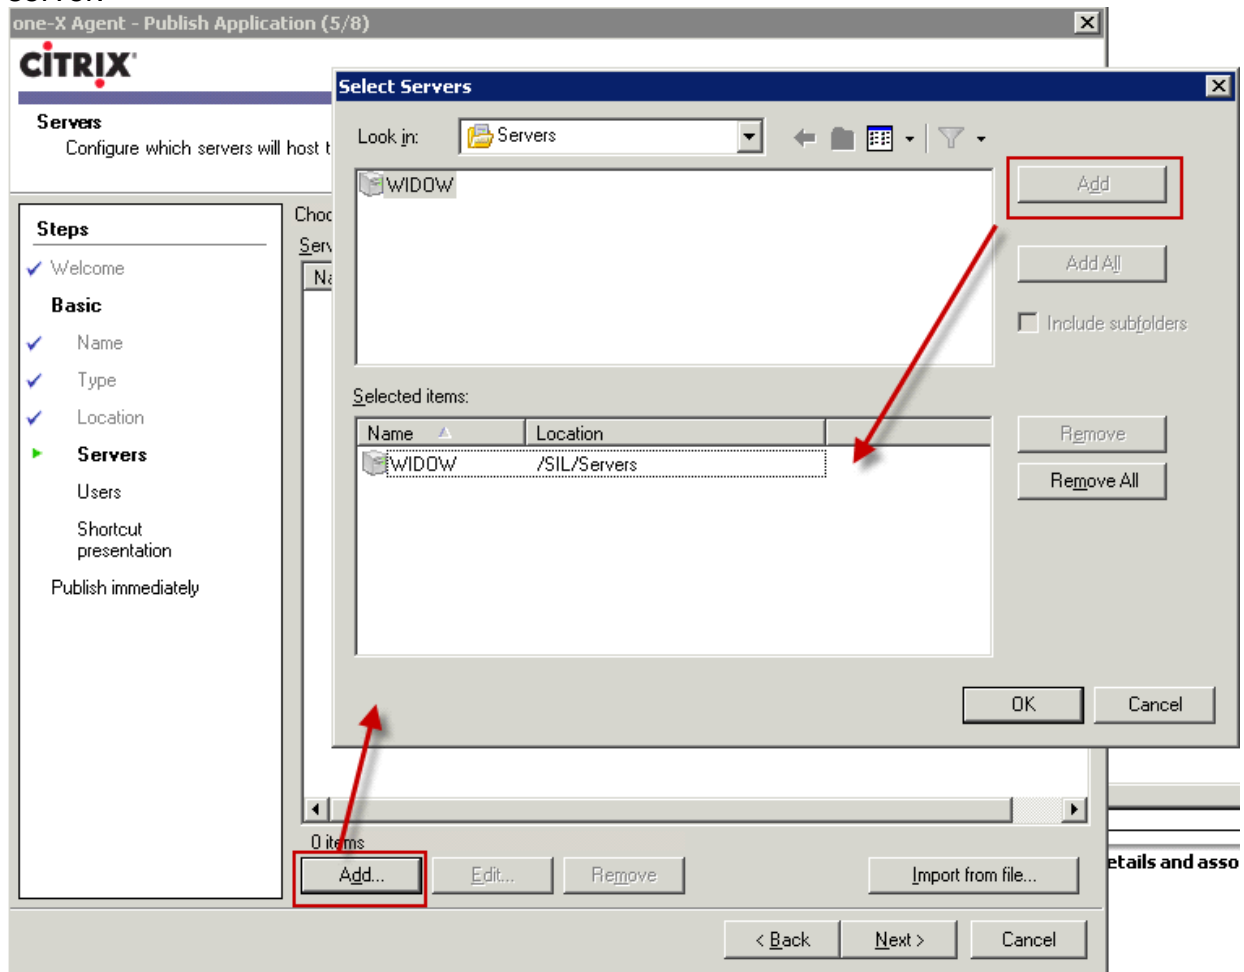 one-X Agent - Publish Application (5/8)
CITRIX
Select Servers
Servers
Configure which servers will host t
Look in: Servers
WIDOW
Add
Add All
Include subfolders
Steps
Welcome
Basic
Name
Type
Location
Servers
Users
Shortcut
presentation
Publish immediately
Choo
Serv
Na
Selected items:
Name Location
WIDOW /SIL/Servers
Remove
Remove All
OK Cancel
0 items
Add... Edit... Remove Import from file...
etails and asso
< Back Next > Cancel